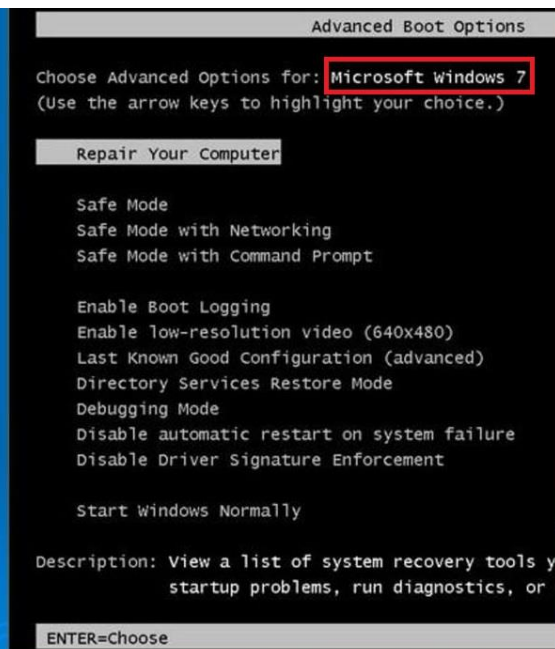 Advanced Boot Options
Choose Advanced Options for: Microsoft Windows 7
(Use the arrow keys to highlight your choice.)
Repair Your Computer
Safe Mode
Safe Mode with Networking
Safe Mode with Command Prompt
Enable Boot Logging
Enable low-resolution video (640x480)
Last Known Good Configuration (advanced)
Directory Services Restore Mode
Debugging Mode
Disable automatic restart on system failure
Disable Driver Signature Enforcement
Start Windows Normally
Description: View a list of system recovery tools y
startup problems, run diagnostics, or
ENTER=Choose